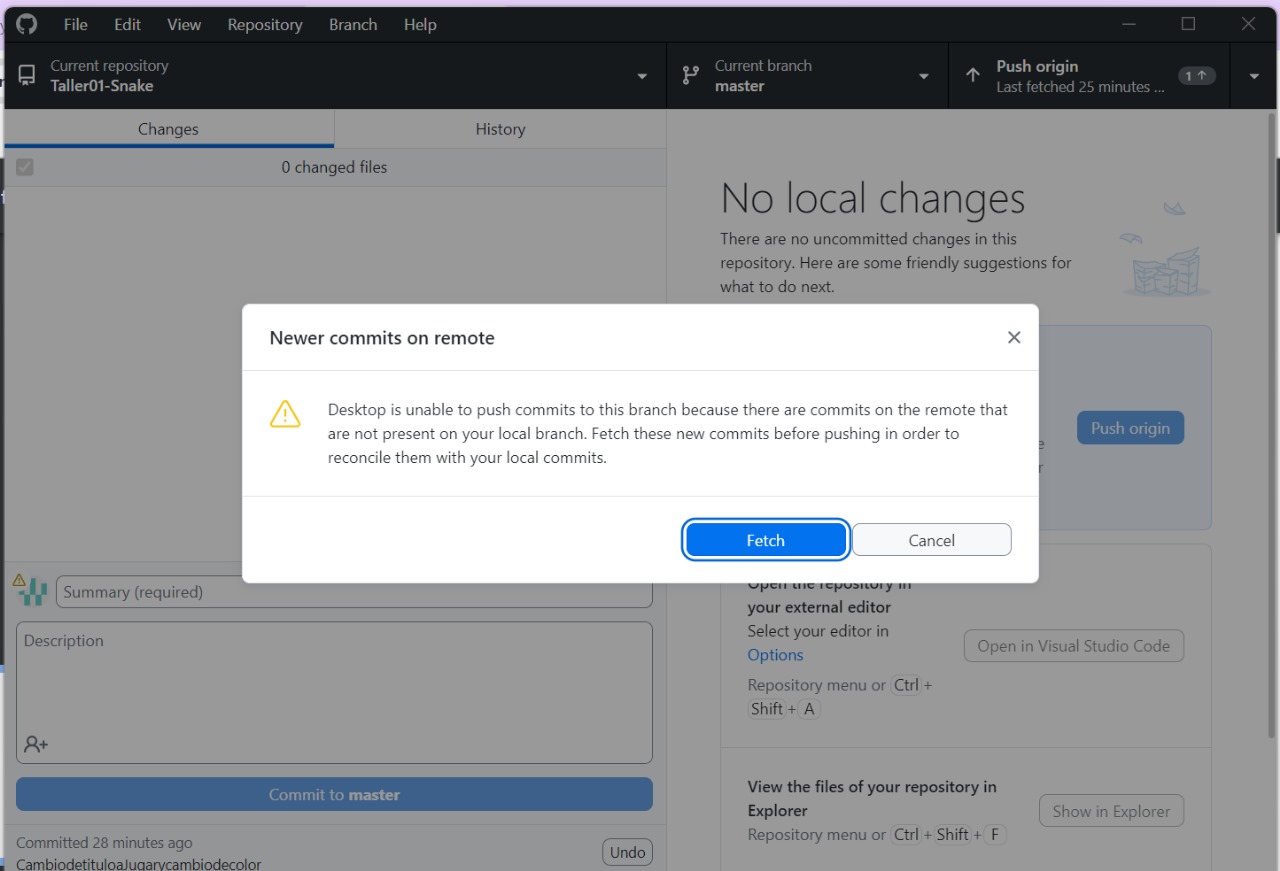 File Edit View Repository Branch Help
Current repository
Taller01-Snake
Current branch
master
Push origin
Last fetched 25 minutes ...
1
Changes
History
0 changed files
No local changes
There are no uncommitted changes in this
repository. Here are some friendly suggestions for
what to do next.
Newer commits on remote
Desktop is unable to push commits to this branch because there are commits on the remote that
are not present on your local branch. Fetch these new commits before pushing in order to
reconcile them with your local commits.
Fetch
Cancel
Push origin
Summary (required)
Description
Commit to master
Committed 28 minutes ago
CambiodetituloaJugarycambiodecolor
Undo
Open the repository in
your external editor
Select your editor in
Options
Repository menu or Ctrl +
Shift + A
Open in Visual Studio Code
View the files of your repository in
Explorer
Repository menu or Ctrl + Shift + F
Show in Explorer